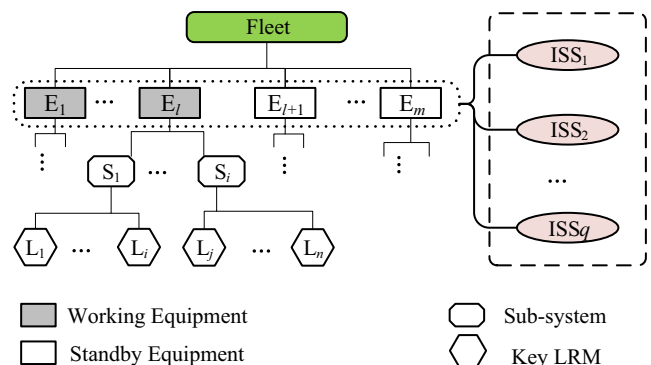 Fleet
E1 ... El El+1 ... Em
S1 ... Si
L1 ... Li Lj ... Ln
ISS1
ISS2
...
ISSq
Working Equipment
Standby Equipment
Sub-system
Key LRM